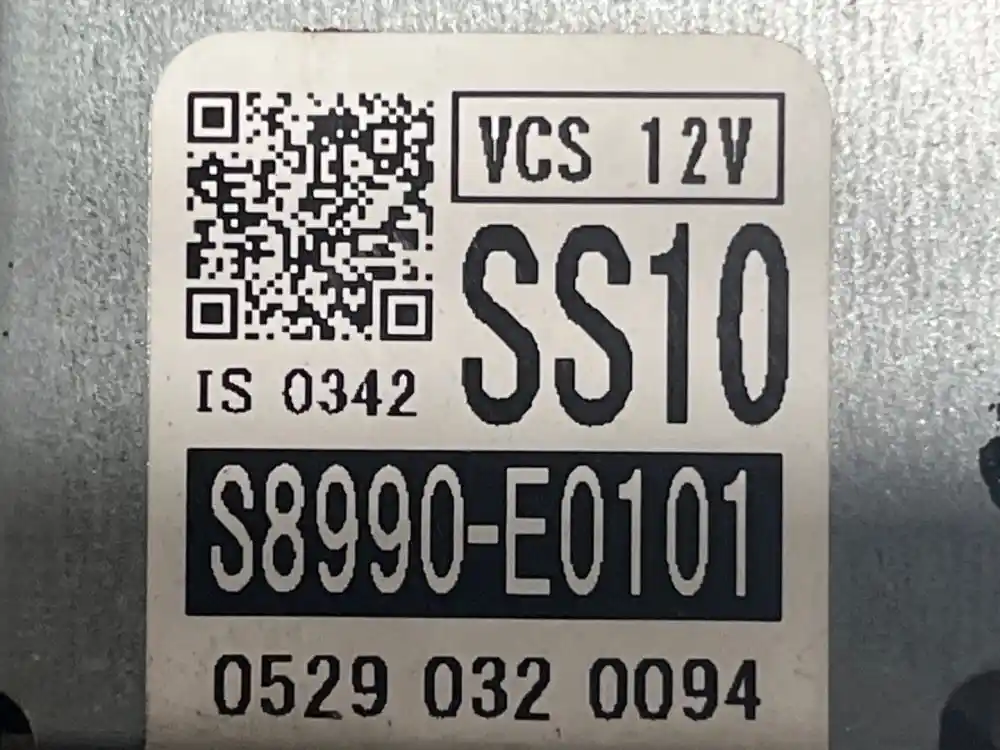 VCS 12V
SS10
IS 0342
S8990-E0101
0529 032 0094